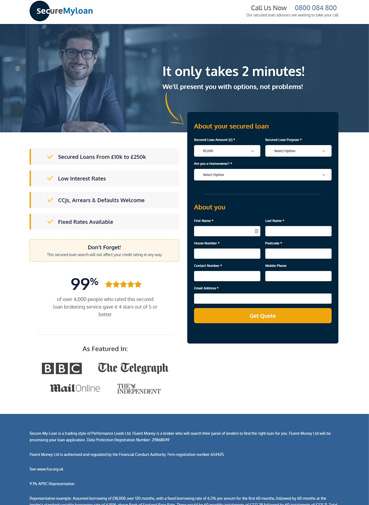 SecureMyloan
Call Us Now 0800 084 800
Our secured loan advisors are waiting to take your call
It only takes 2 minutes!
We'll present you with options, not problems!
About your secured loan
Secured Loan Amount (£) * Secured Loan Purpose *
10,000 Select Option
Are you a Homeowner? *
Select Option
Secured Loans From £10k to £250k
Low Interest Rates
CCJs, Arrears & Defaults Welcome
Fixed Rates Available
About you
First Name * Last Name *
House Number * Postcode *
Contact Number * Mobile Phone
Email Address *
Get Quote
Don't Forget!
This secured loan search will not affect your credit rating in any way
99%
of over 4,000 people who rated this secured
loan brokering service gave it 4 stars out of 5 or
better
As Featured In:
BBC The Telegraph
Mail Online THE INDEPENDENT
Secure My Loan is a trading style of Performance Leads Ltd. Fluent Money is a broker who will search their panel of lenders to find the right loan for you. Fluent Money Ltd will be
processing your loan application. Data Protection Registration Number:
Fluent Money Ltd is authorised and regulated by the Financial Conduct Authority. Firm registration number 654425
See www.fca.org.uk
9.1% APRC Representative
Representative example: Assumed borrowing of £18,000 over 120 months, with a fixed borrowing rate of 6.5% per annum for the first 60 months, followed by 60 months at the